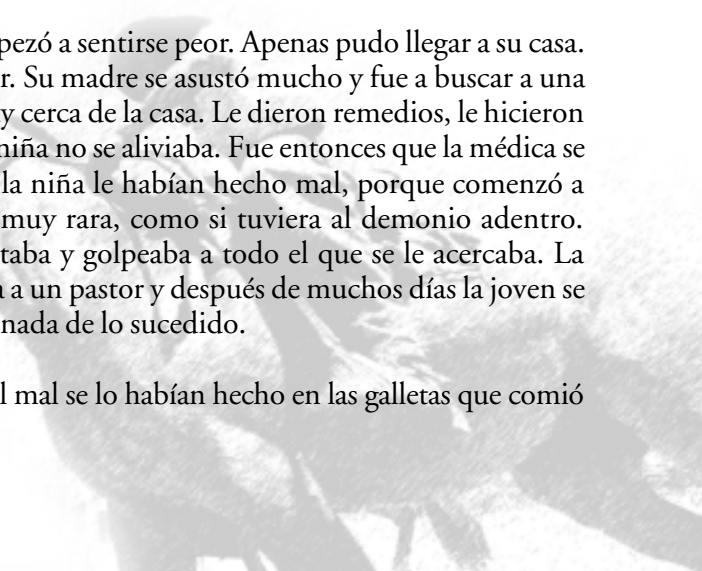 pezó a sentirse peor. Apenas pudo llegar a su casa.
r. Su madre se asustó mucho y fue a buscar a una
y cerca de la casa. Le dieron remedios, le hicieron
niña no se aliviaba. Fue entonces que la médica se
la niña le habían hecho mal, porque comenzó a
muy rara, como si tuviera al demonio adentro.
taba y golpeaba a todo el que se le acercaba. La
a un pastor y después de muchos días la joven se
nada de lo sucedido.
l mal se lo habían hecho en las galletas que comió